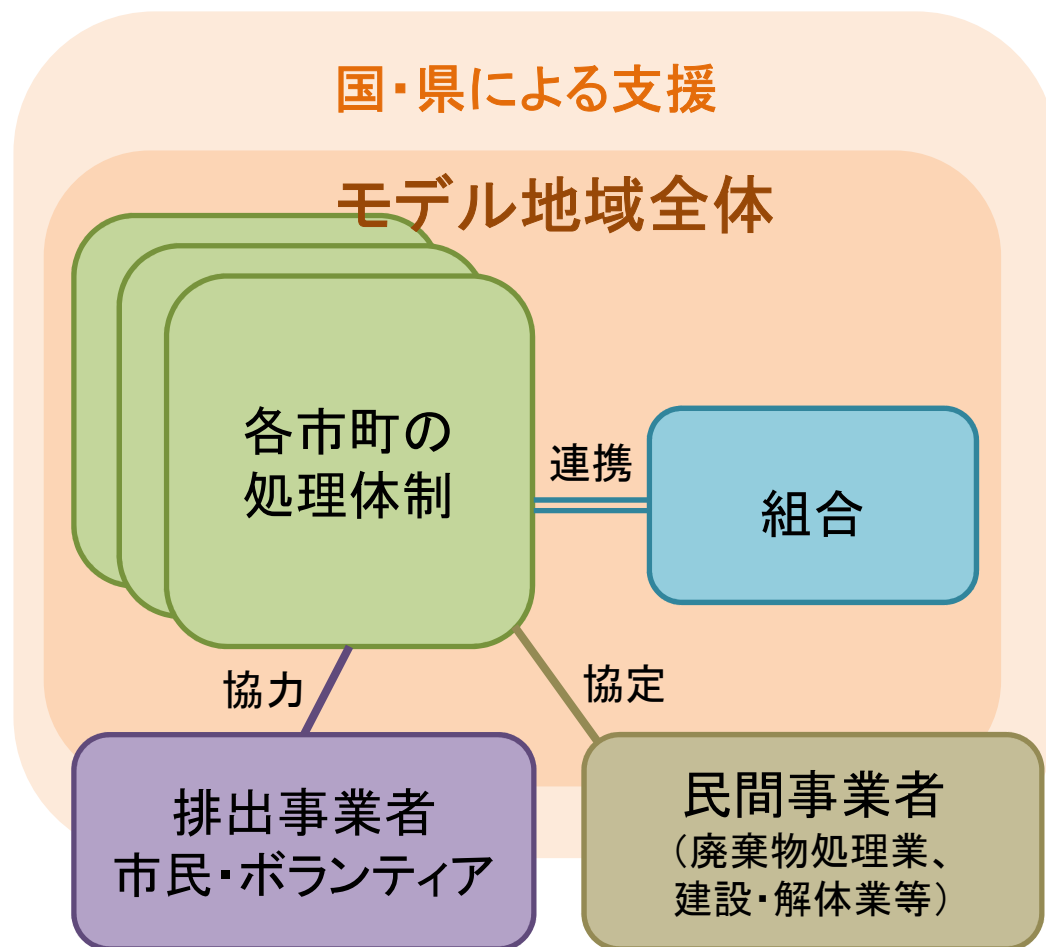 国・県による支援
モデル地域全体
各市町の
処理体制
連携
組合
協力
協定
排出事業者
市民・ボランティア
民間事業者
（廃棄物処理業、
建設・解体業等）